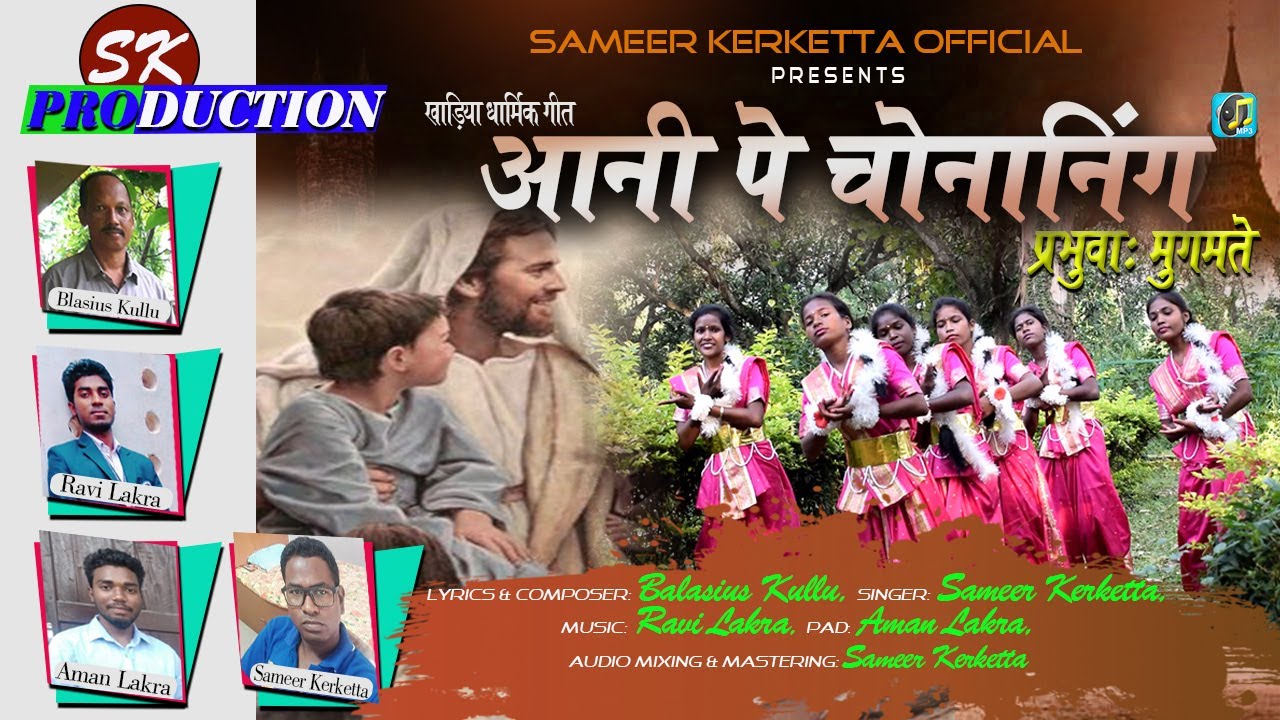 SK
PRODUCTION
Blasius Kullu
Ravi Lakra
Aman Lakra
Sameer Kerketta
SAMEER KERKETTA OFFICIAL
PRESENTS
खाड़िया धार्मिक गीत
आनी पे चोनानिंग
प्रभुवाः मुगमते
MP3
LYRICS & COMPOSER: Balasius Kullu, SINGER: Sameer Kerketta,
MUSIC: Ravi Lakra, PAD: Aman Lakra,
AUDIO MIXING & MASTERING: Sameer Kerketta